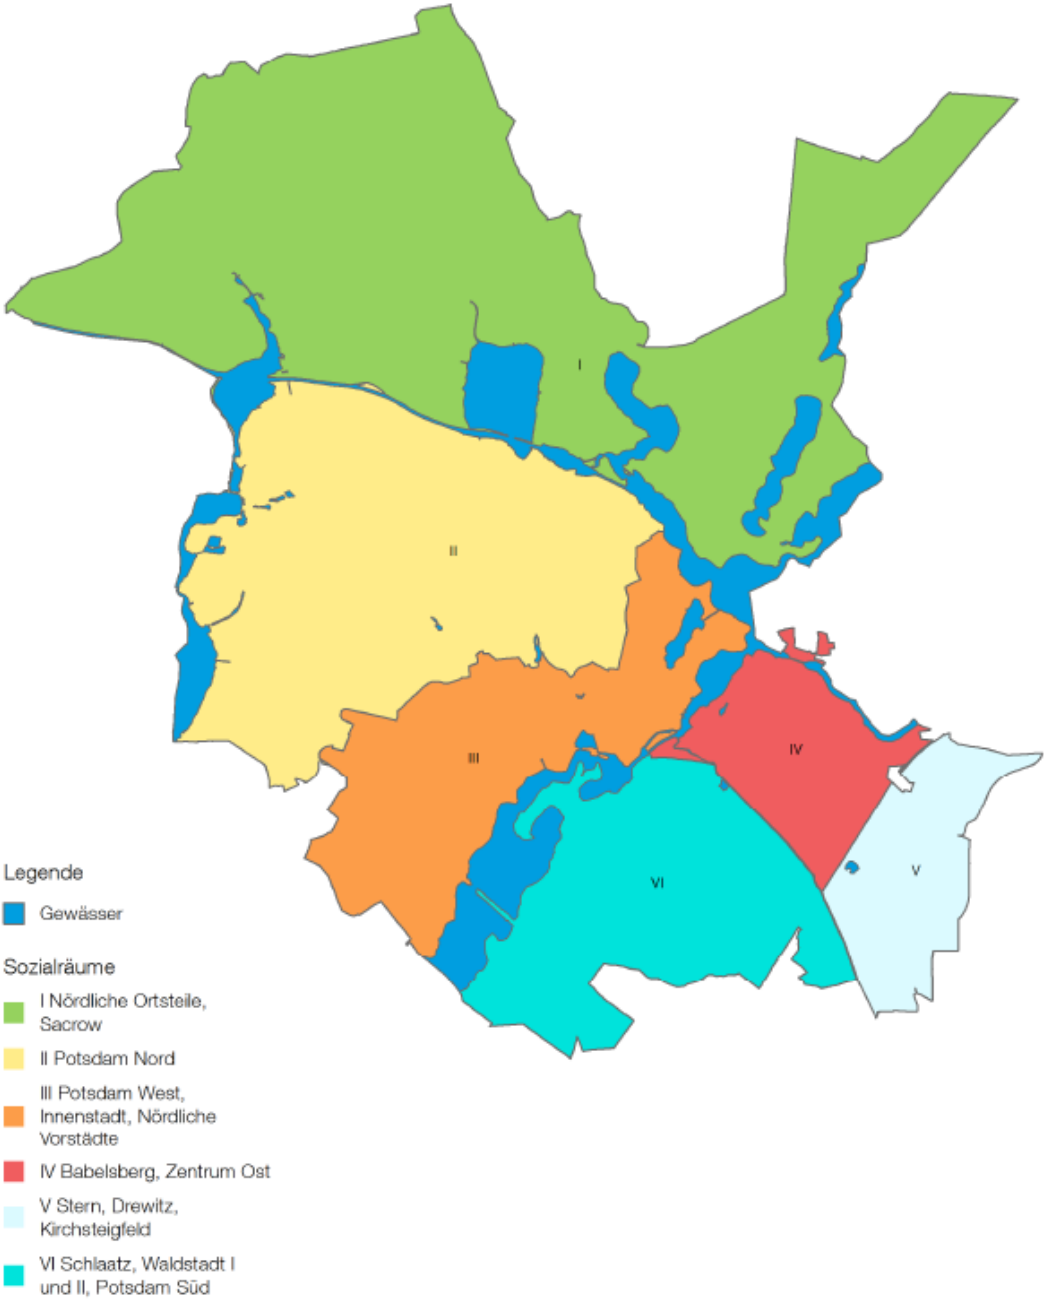 I
II
III
IV
V
VI
Legende
Gewässer
Sozialräume
I Nördliche Ortsteile,
Sacrow
II Potsdam Nord
III Potsdam West,
Innenstadt, Nördliche
Vorstädte
IV Babelsberg, Zentrum Ost
V Stern, Drewitz,
Kirchsteigfeld
VI Schlaatz, Waldstadt I
und II, Potsdam Süd